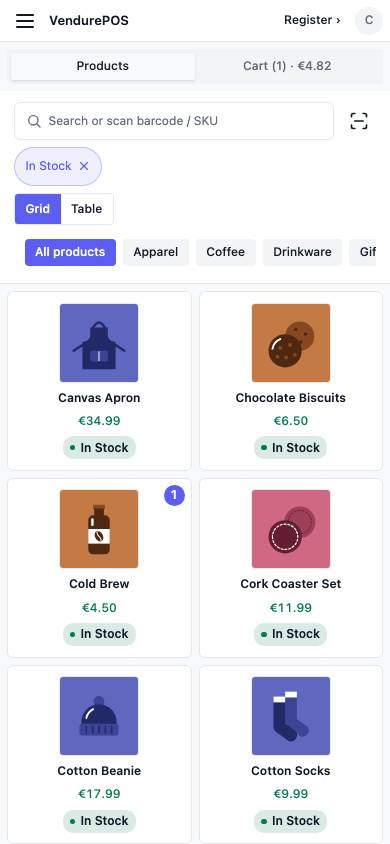 VendurePOS
Register ›
C
Products
Cart (1) · €4.82
Search or scan barcode / SKU
In Stock
Grid
Table
All products
Apparel
Coffee
Drinkware
Gif
Canvas Apron
€34.99
In Stock
Chocolate Biscuits
€6.50
In Stock
1
Cold Brew
€4.50
In Stock
Cork Coaster Set
€11.99
In Stock
Cotton Beanie
€17.99
In Stock
Cotton Socks
€9.99
In Stock